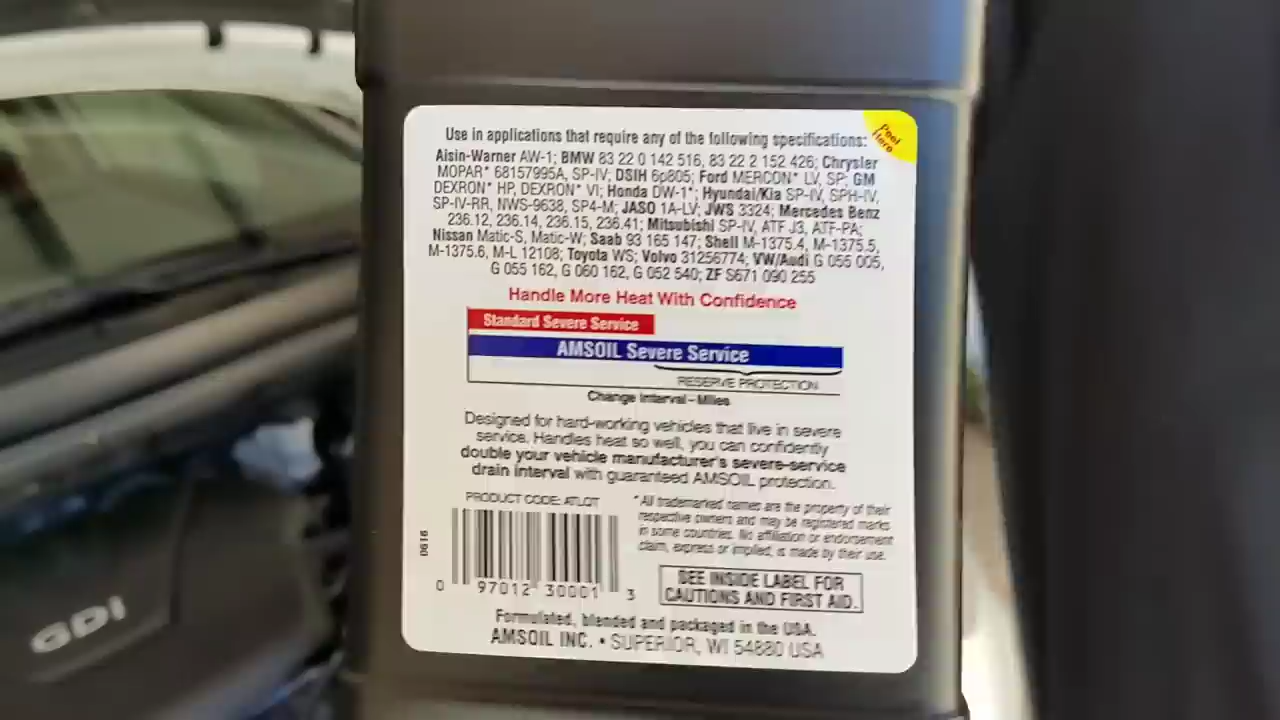 Use in applications that require any of the following specifications:
Peel Here
Aisin-Warner AW-1; BMW 83 22 0 142 516, 83 22 2 152 426; Chrysler
MOPAR* 68157995A, SP-IV; DSIH 6p805; Ford MERCON* LV, SP; GM
DEXRON* HP, DEXRON* VI; Honda DW-1*; Hyundai/Kia SP-IV, SPH-IV,
SP-IV-RR, NWS-9638, SP4-M; JASO 1A-LV; JWS 3324; Mercedes Benz
236.12, 236.14, 236.15, 236.41; Mitsubishi SP-IV, ATF J3, ATF-PA;
Nissan Matic-S, Matic-W; Saab 93 165 147; Shell M-1375.4, M-1375.5,
M-1375.6, M-L 12108; Toyota WS; Volvo 31256774; VW/Audi G 055 005,
G 055 162, G 060 162, G 052 540; ZF S671 090 255
Handle More Heat With Confidence
Standard Severe Service
AMSOIL Severe Service
RESERVE PROTECTION
Change Interval - Miles
Designed for hard-working vehicles that live in severe
service. Handles heat so well, you can confidently
double your vehicle manufacturer's severe-service
drain interval with guaranteed AMSOIL protection.
PRODUCT CODE: ATLQT
*All trademarked names are the property of their
respective owners and may be registered marks
in some countries. No affiliation or endorsement
claim, express or implied, is made by their use.
0616
0 97012 30001 3
SEE INSIDE LABEL FOR
CAUTIONS AND FIRST AID.
Formulated, blended and packaged in the USA.
AMSOIL INC. • SUPERIOR, WI 54880 USA
GDI